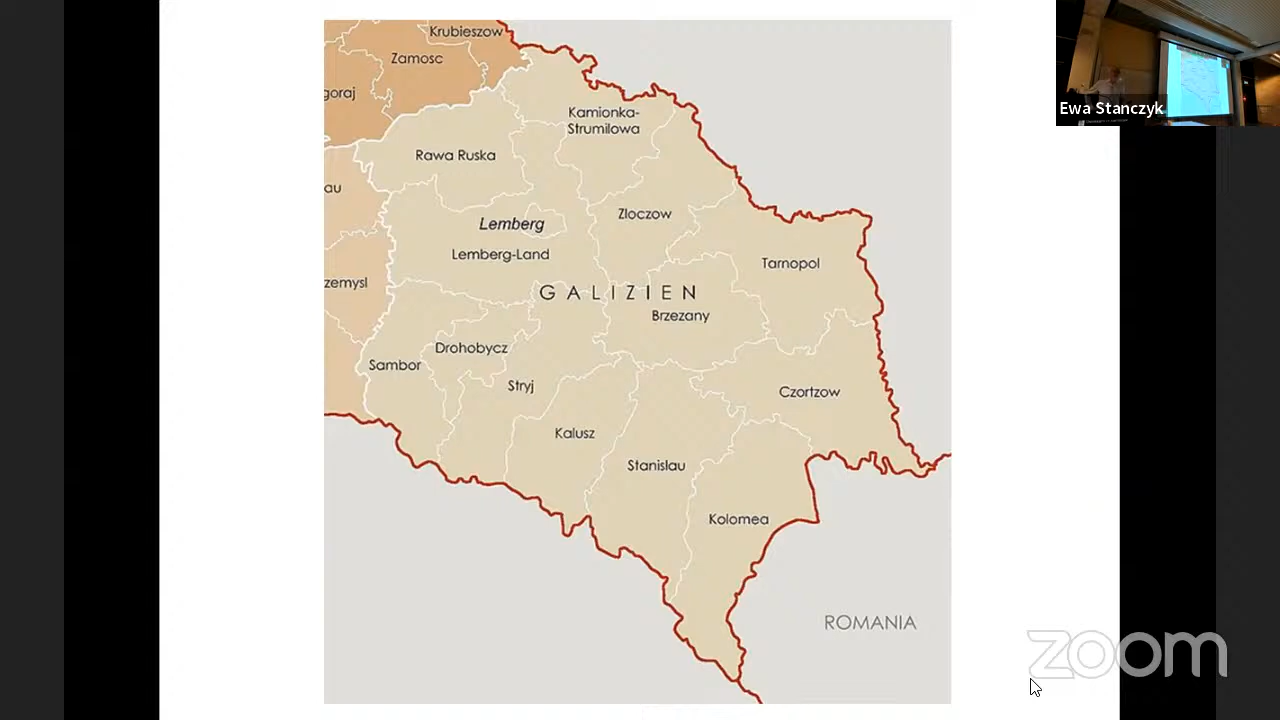 Krubieszow
Zamosc
goraj
Kamionka-
Strumilowa
Rawa Ruska
au
Lemberg
Zloczow
Lemberg-Land
Tarnopol
zemysl
GALIZIEN
Brzezany
Drohobycz
Sambor
Stryj
Czortzow
Kalusz
Stanislau
Kolomea
ROMANIA
Ewa Stanczyk
zoom